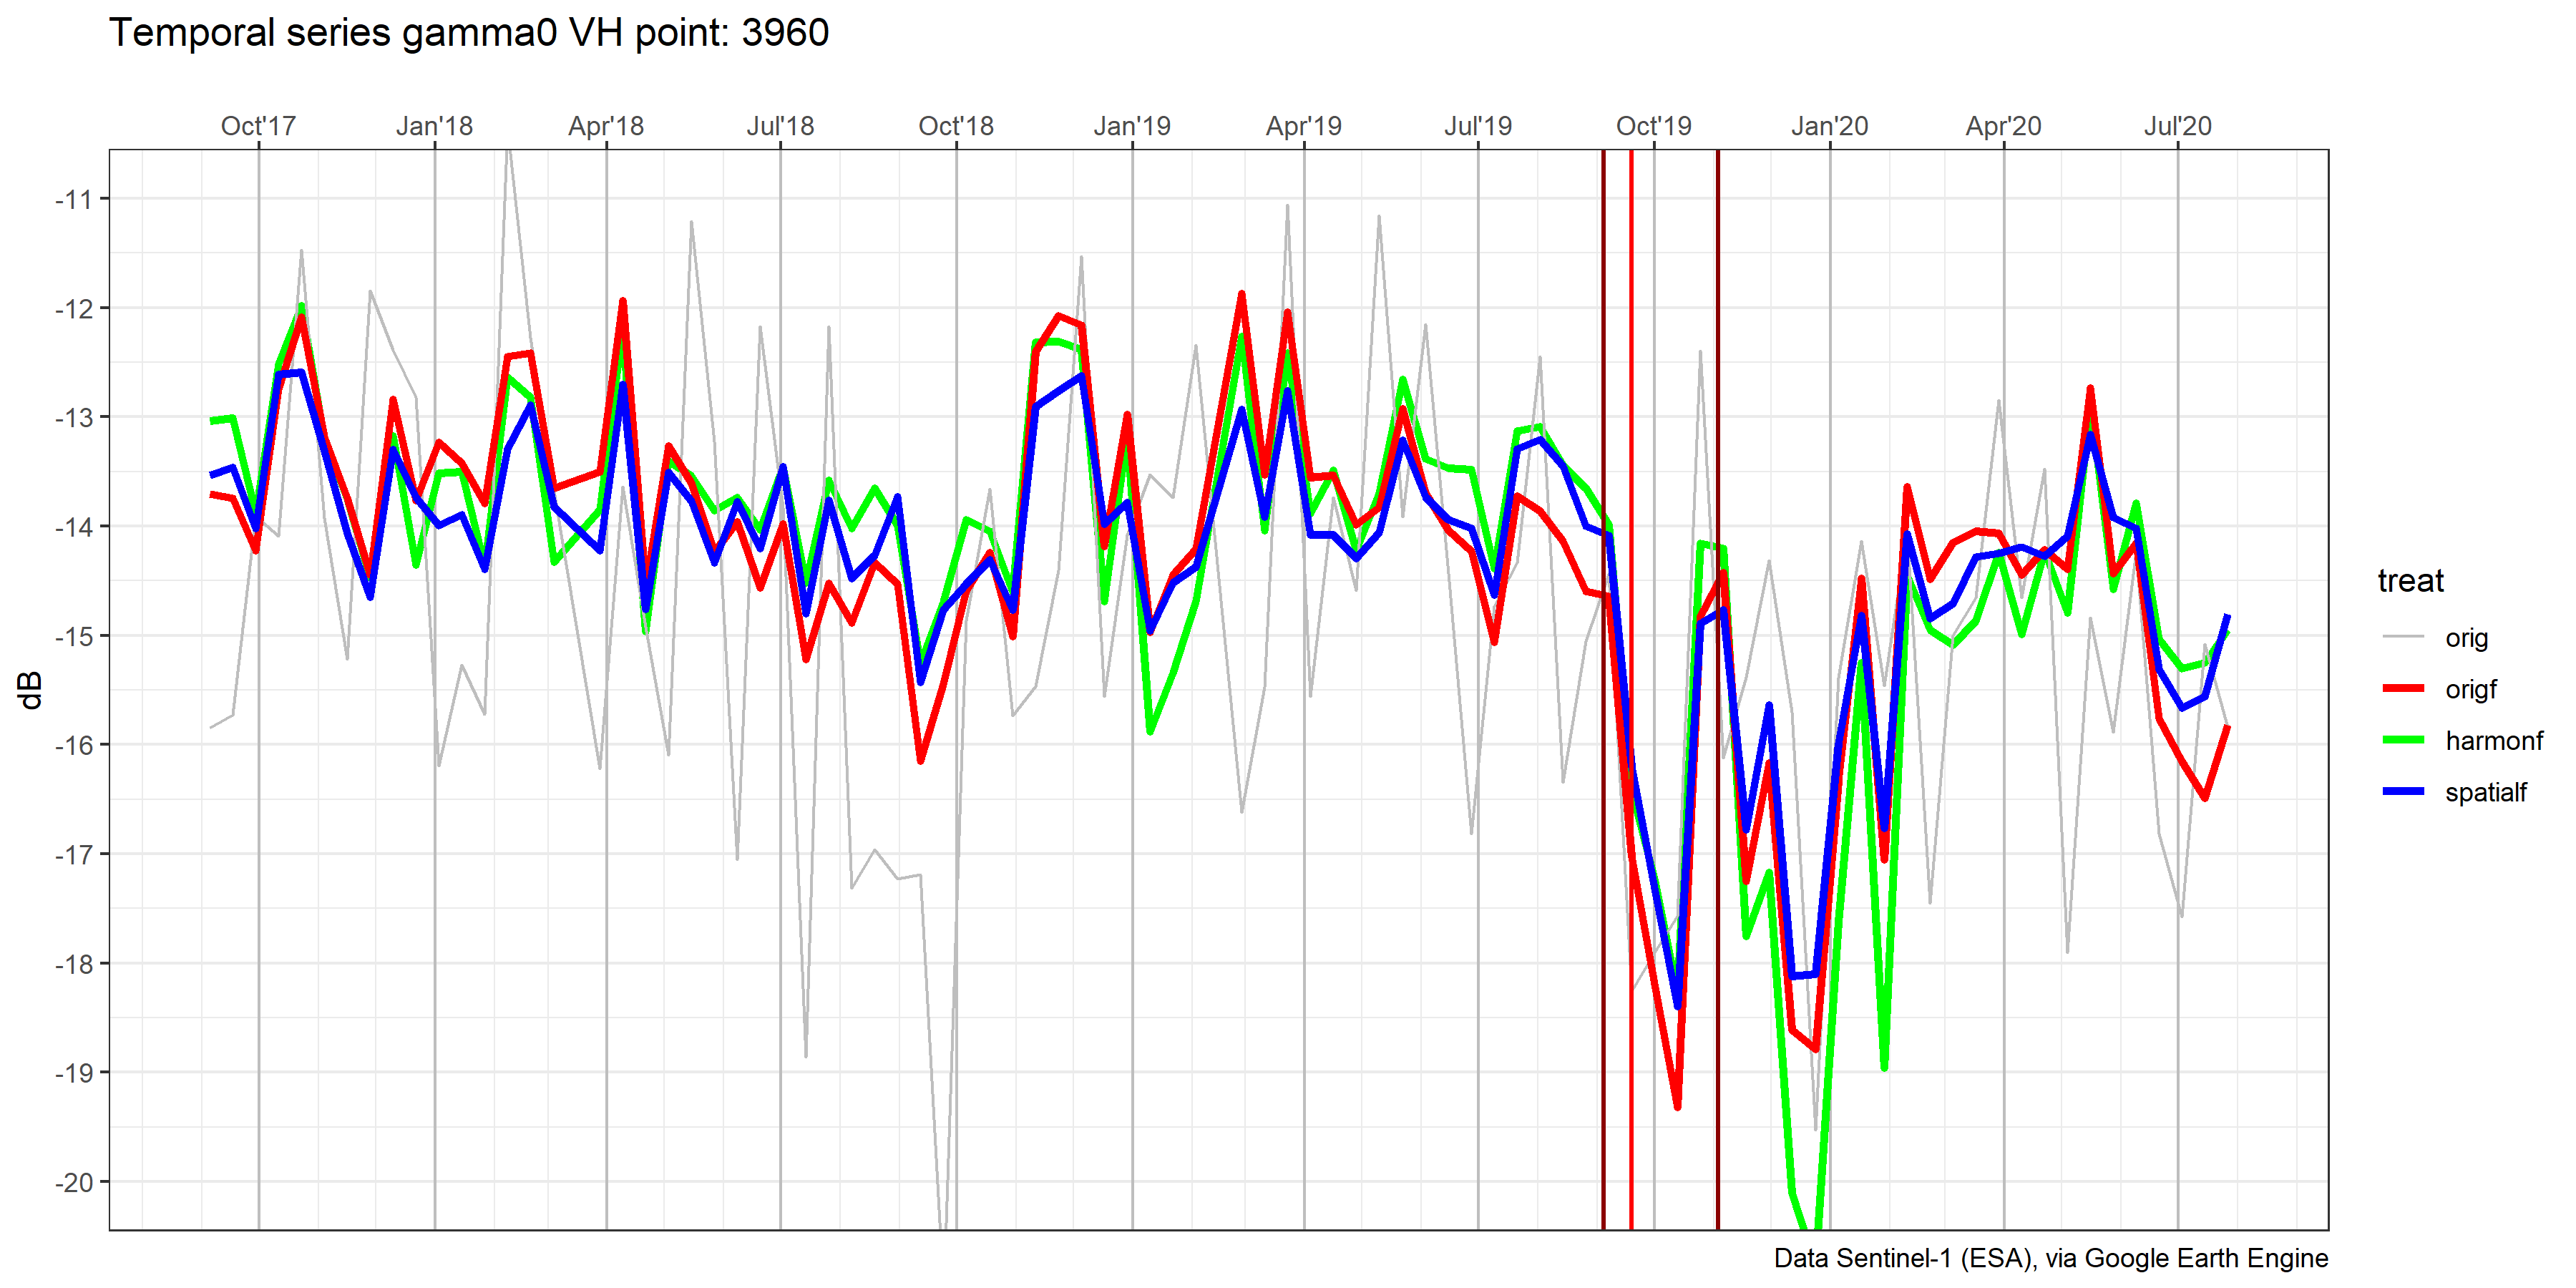 Temporal series gamma0 VH point: 3960
Oct'17 Jan'18 Apr'18 Jul'18 Oct'18 Jan'19 Apr'19 Jul'19 Oct'19 Jan'20 Apr'20 Jul'20
-11
-12
-13
-14
-15
-16
-17
-18
-19
-20
dB
treat
orig
origf
harmonf
spatialf
Data Sentinel-1 (ESA), via Google Earth Engine